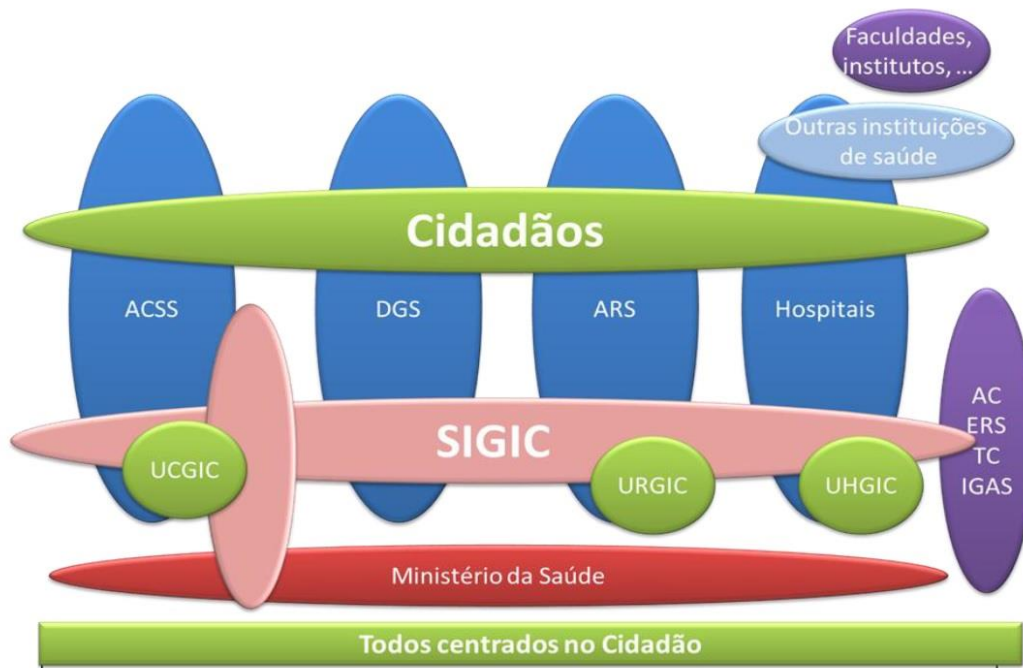 Faculdades,
institutos, ...
Outras instituições
de saúde
Cidadãos
ACSS
DGS
ARS
Hospitais
AC
ERS
TC
IGAS
SIGIC
UCGIC
URGIC
UHGIC
Ministério da Saúde
Todos centrados no Cidadão